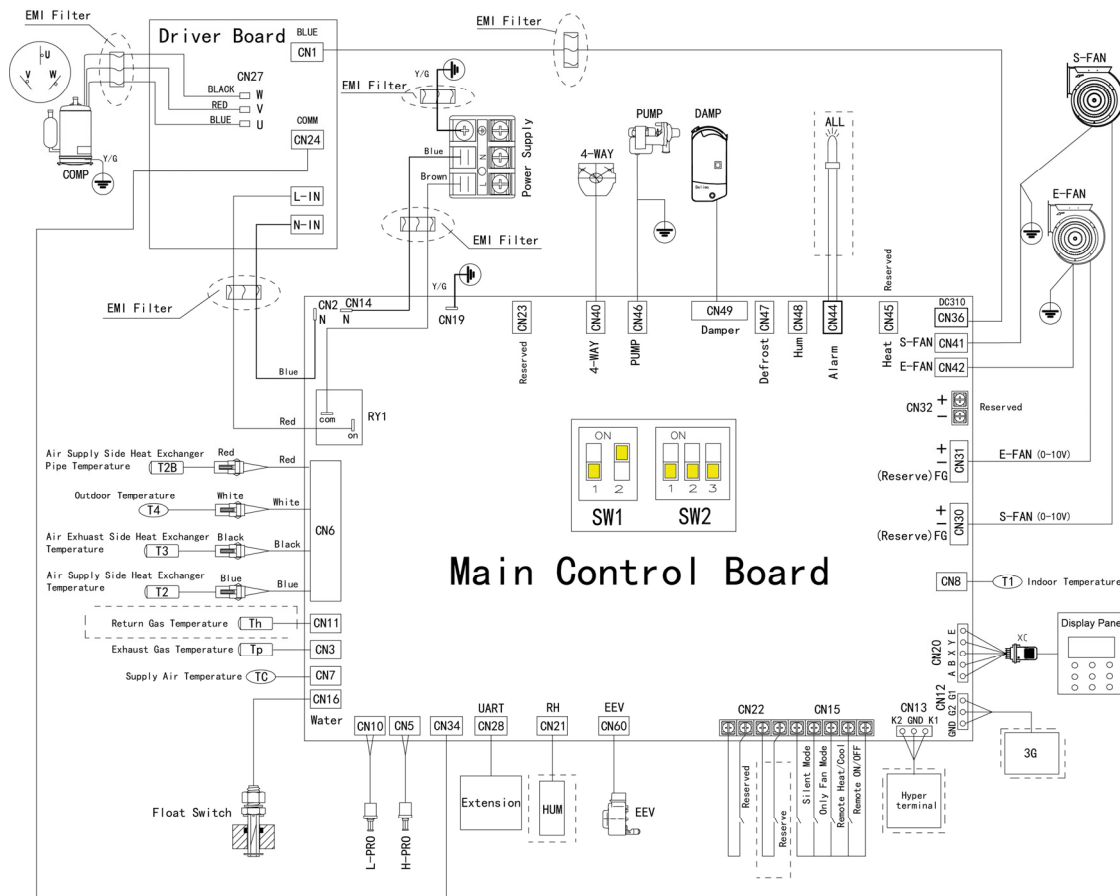 EMI Filter
U
V
W
COMP
Y/G
Driver Board
BLUE
CN1
CN27
BLACK
W
RED
V
BLUE
U
COMM
CN24
L-IN
N-IN
EMI Filter
EMI Filter
Y/G
EMI Filter
Blue
Brown
N
L
Power Supply
EMI Filter
EMI Filter
Y/G
CN19
CN2
N
CN14
N
Blue
Red
com
on
RY1
4-WAY
PUMP
DAMP
ALL
S-FAN
E-FAN
CN23
Reserved
CN40
4-WAY
CN46
PUMP
CN49
Damper
CN47
Defrost
CN48
Hum
CN44
Alarm
Reserved
CN45
Heat
DC310
CN36
S-FAN
CN41
E-FAN
CN42
CN32
+
−
Reserved
+
−
(Reserve)FG
CN31
E-FAN (0-10V)
+
−
(Reserve)FG
CN30
S-FAN (0-10V)
CN8
T1
Indoor Temperature
ON
1 2
SW1
ON
1 2 3
SW2
Main Control Board
Air Supply Side Heat Exchanger
Pipe Temperature
T2B
Red
Red
Outdoor Temperature
T4
White
White
Air Exhuast Side Heat Exchanger
Temperature
T3
Black
Black
Air Supply Side Heat Exchanger
Temperature
T2
Blue
Blue
CN6
Return Gas Temperature
Th
CN11
Exhaust Gas Temperature
Tp
CN3
Supply Air Temperature
TC
CN7
CN16
Water
Float Switch
CN10
L-PRO
CN5
H-PRO
CN34
UART
CN28
Extension
RH
CN21
HUM
EEV
CN60
EEV
CN22
Reserved
Reserve
CN15
Silent Mode
Only Fan Mode
Remote Heat/Cool
Remote ON/OFF
CN13
K2 GND K1
Hyper
terminal
CN20
A B X Y E
XC
Display Pane
CN12
GND G2 G1
3G